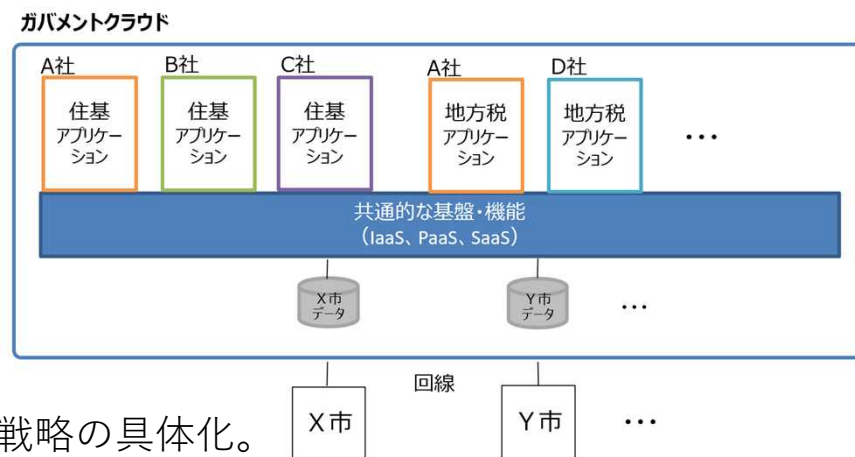 ガバメントクラウド
A社
B社
C社
A社
D社
住基
アプリケー
ション
住基
アプリケー
ション
住基
アプリケー
ション
地方税
アプリケー
ション
地方税
アプリケー
ション
…
共通的な基盤・機能
（IaaS、PaaS、SaaS）
X市
データ
Y市
データ
…
回線
X市
Y市
…
戦略の具体化。